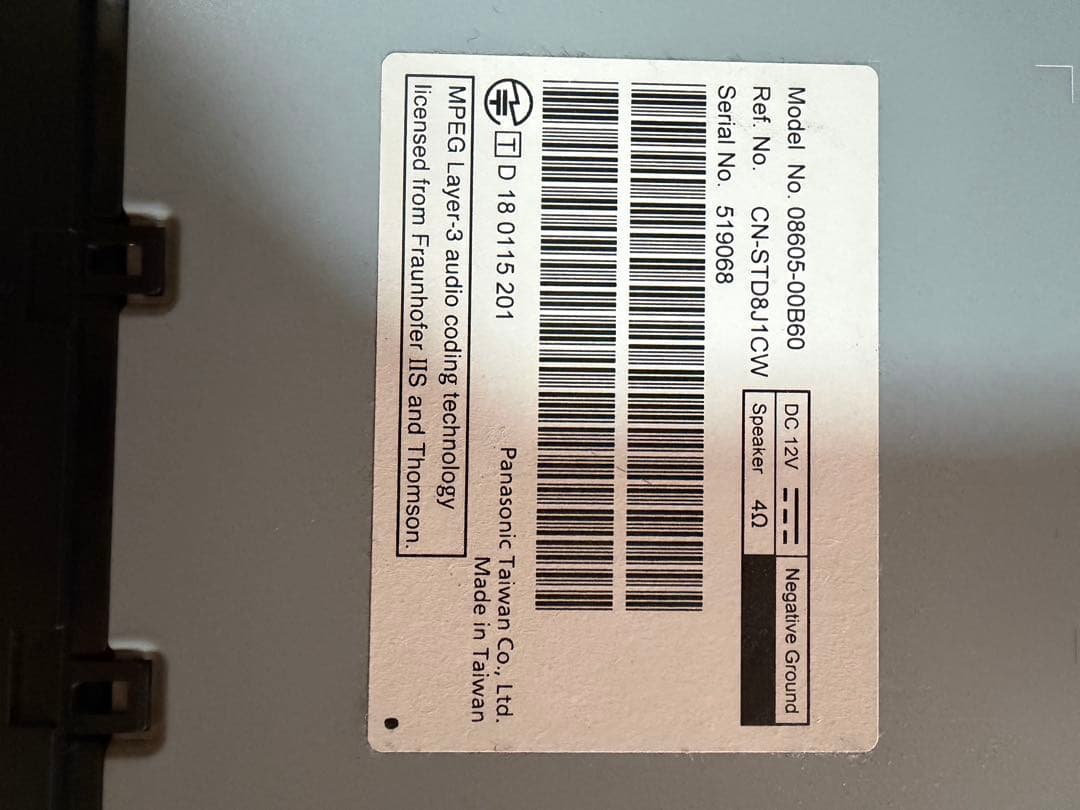 Model No. 08605-00B60
Ref. No. CN-STD8J1CW
Serial No. 519068
DC 12V
Negative Ground
Speaker 4Ω
T D 18 0115 201
Panasonic Taiwan Co., Ltd.
Made in Taiwan
MPEG Layer-3 audio coding technology
licensed from Fraunhofer IIS and Thomson.